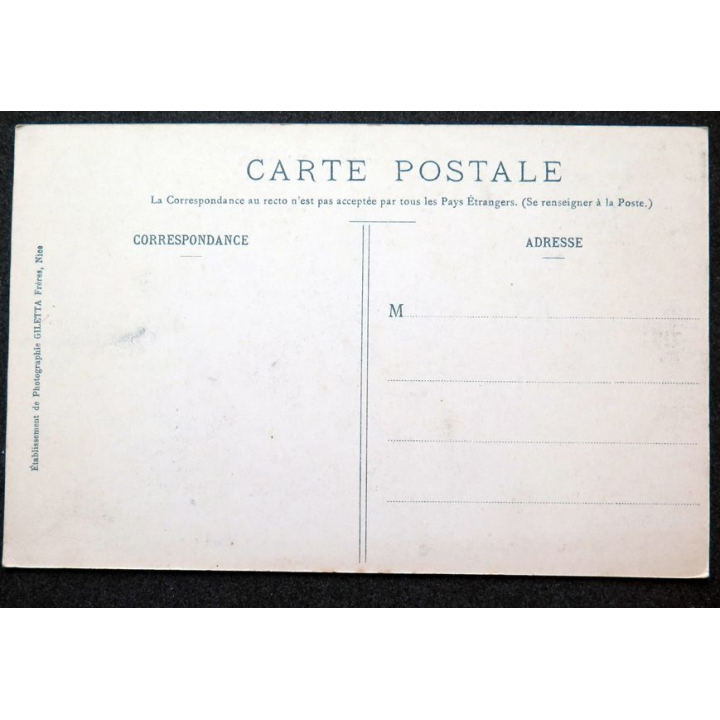 CARTE POSTALE
La Correspondance au recto n'est pas acceptée par tous les Pays Étrangers. (Se renseigner à la Poste.)
CORRESPONDANCE
ADRESSE
M
Établissement de Photographie GILETTA Frères, Nice